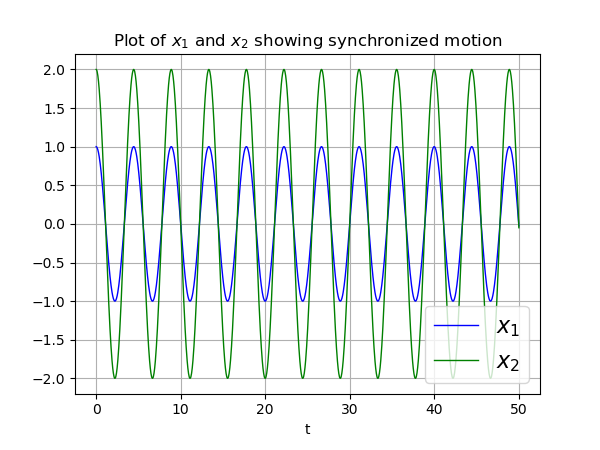 Plot of x₁ and x₂ showing synchronized motion
2.0
1.5
1.0
0.5
0.0
−0.5
−1.0
−1.5
−2.0
x₁
x₂
0 10 20 30 40 50
t